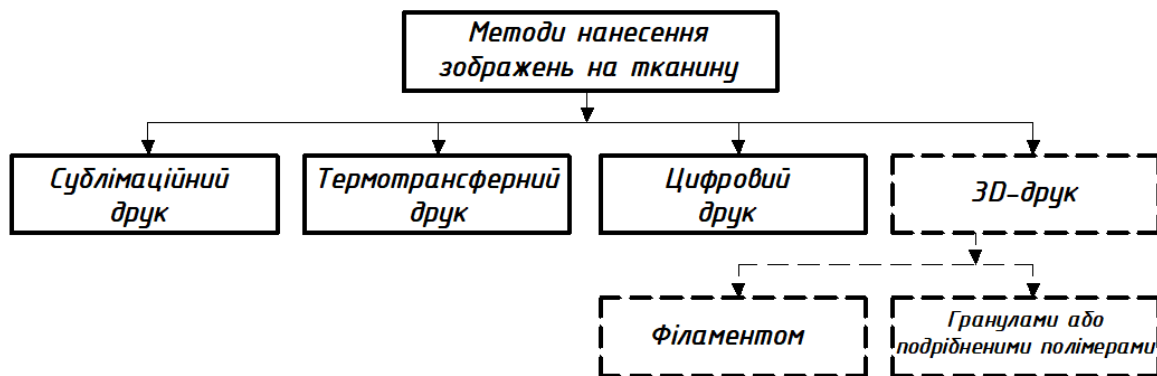 Методи нанесення
зображень на тканину
Сублімаційний
друк
Термотрансферний
друк
Цифровий
друк
3D-друк
Філаментом
Гранулами або
подрібненими полімерами